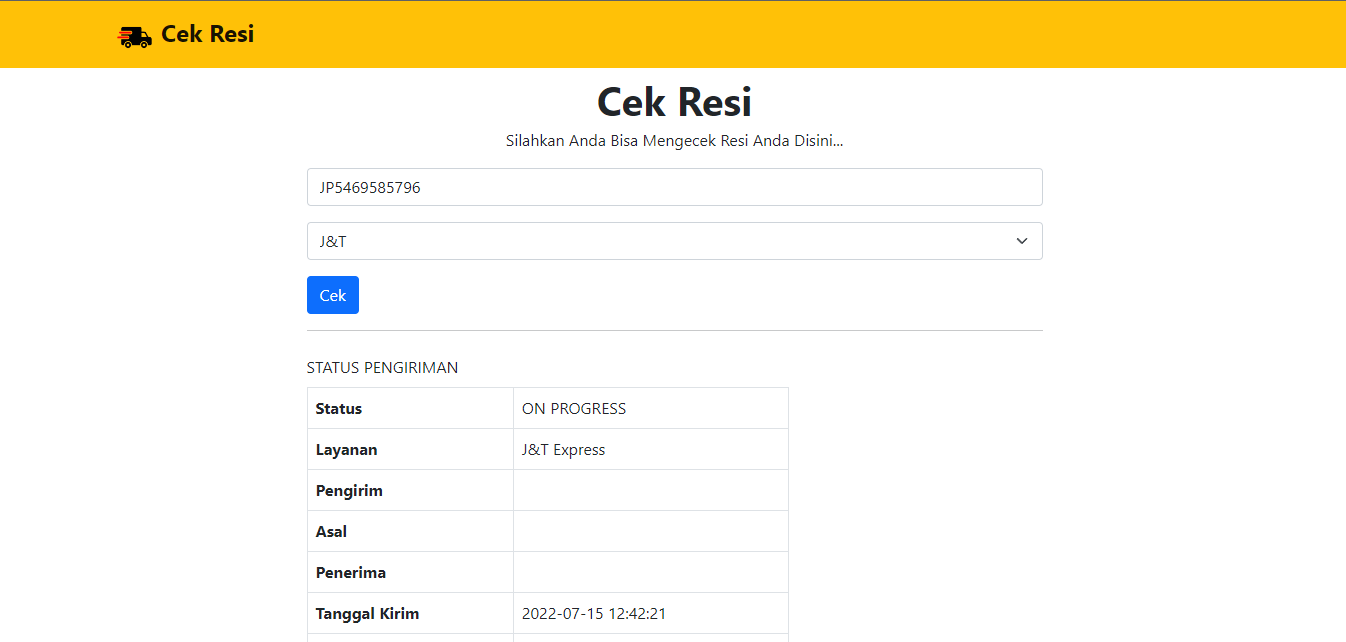 Cek Resi
Cek Resi
Silahkan Anda Bisa Mengecek Resi Anda Disini...
JP5469585796
J&T
Cek
STATUS PENGIRIMAN
Status ON PROGRESS
Layanan J&T Express
Pengirim
Asal
Penerima
Tanggal Kirim 2022-07-15 12:42:21